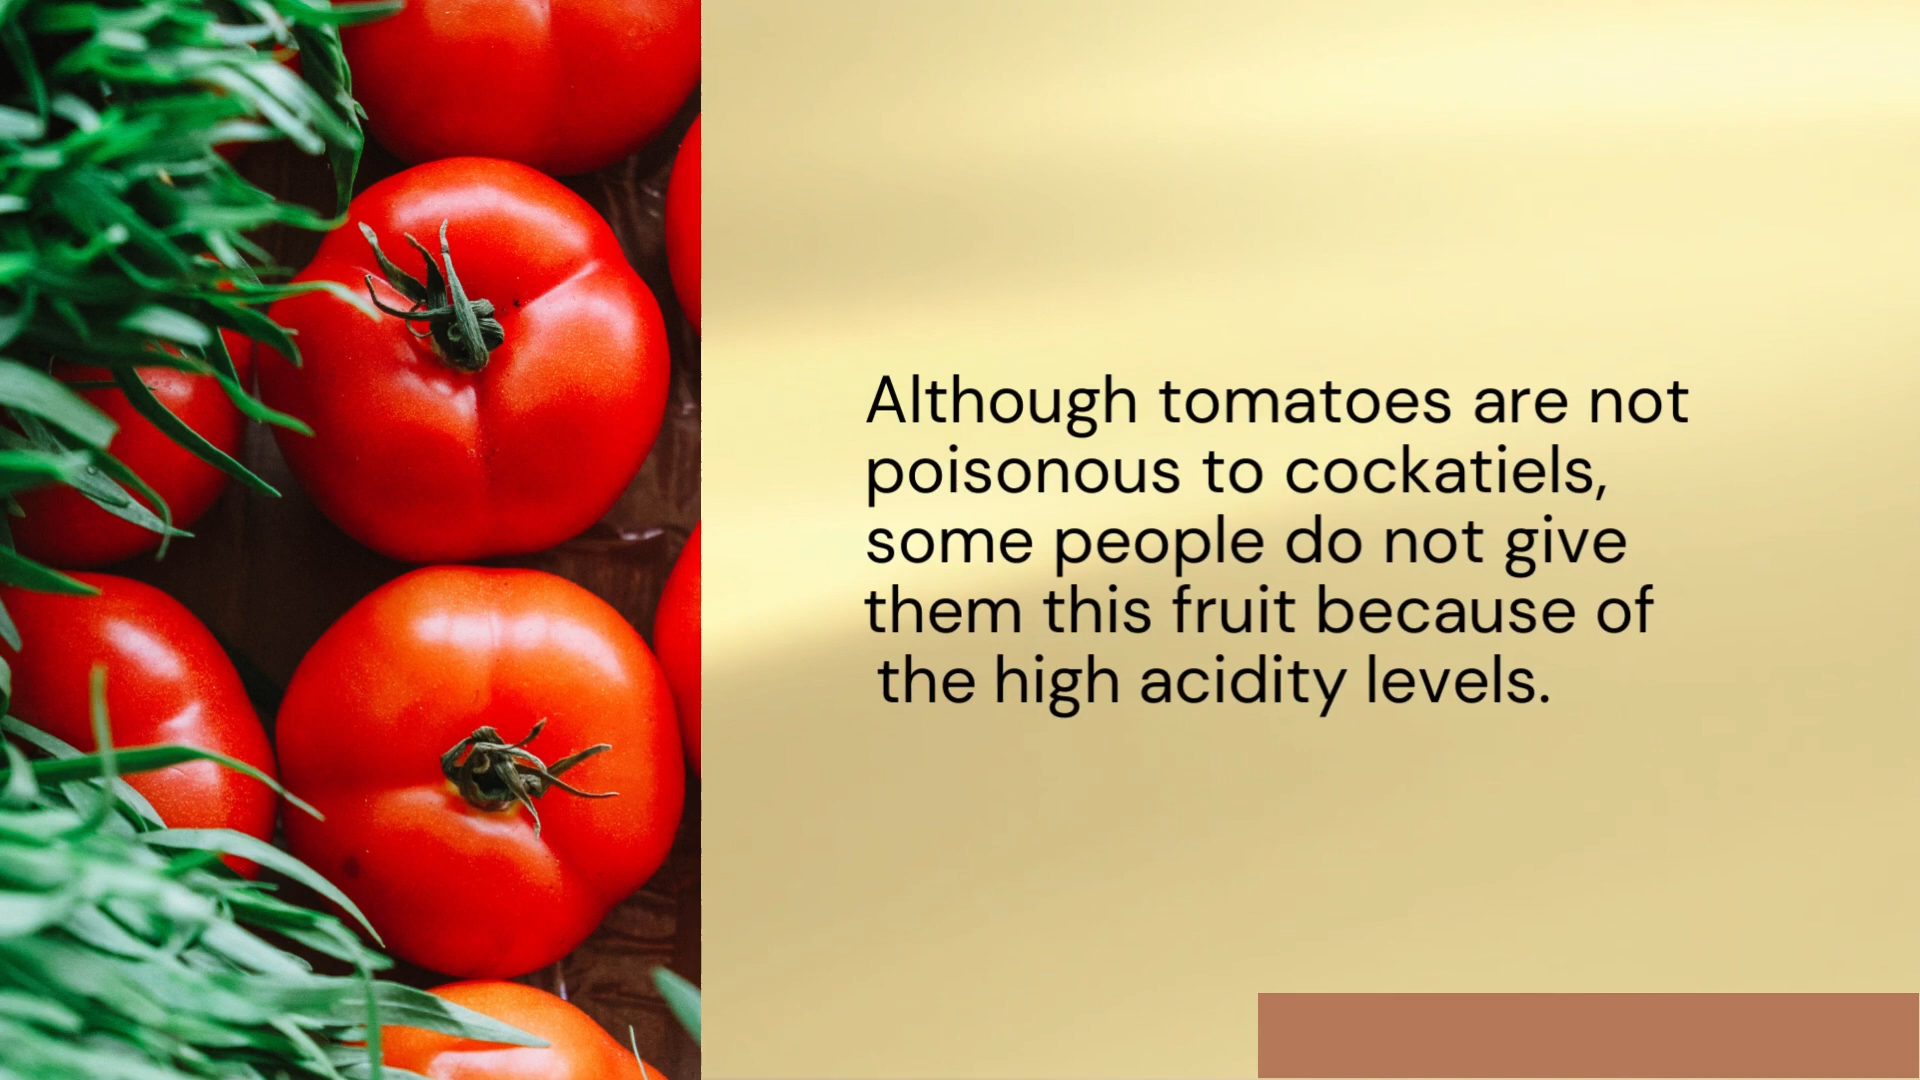 Although tomatoes are not
poisonous to cockatiels,
some people do not give
them this fruit because of
the high acidity levels.